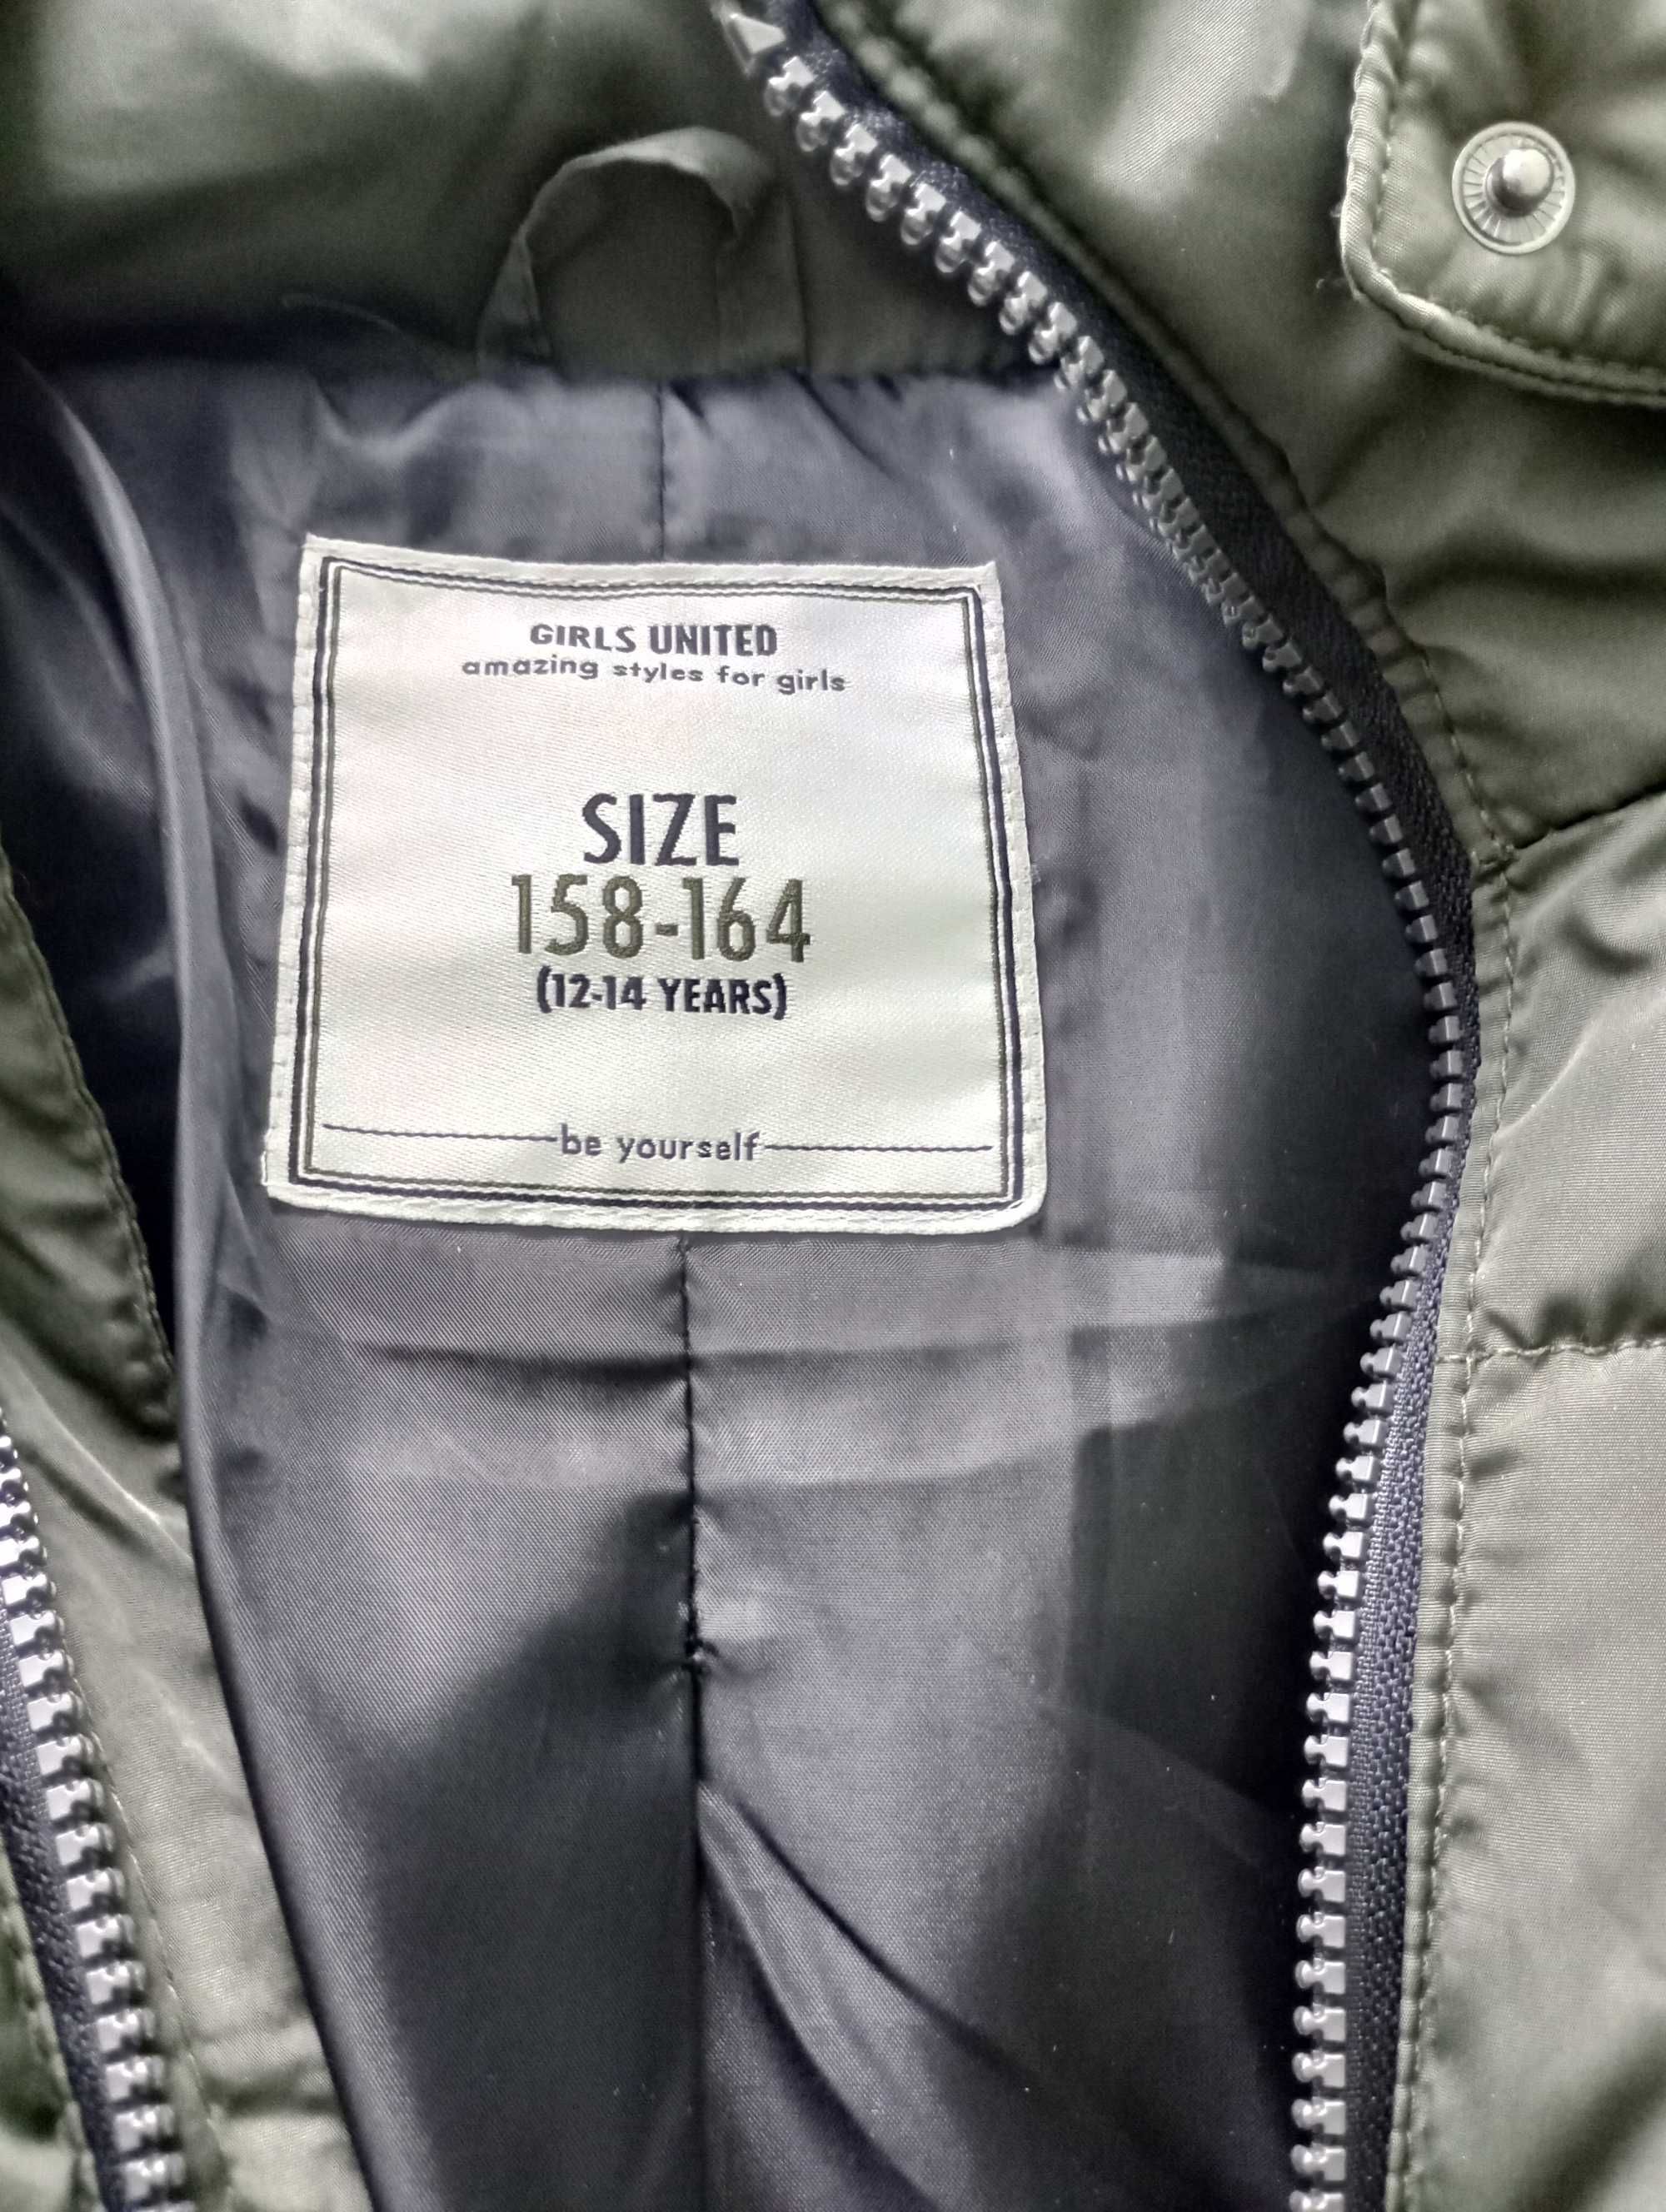 GIRLS UNITED
amazing styles for girls
SIZE
158-164
(12-14 YEARS)
be yourself